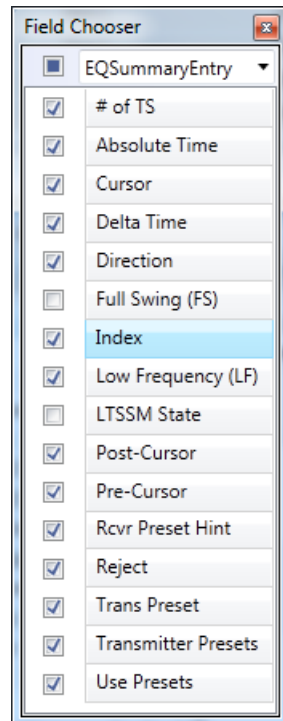 Field Chooser
EQSummaryEntry
# of TS
Absolute Time
Cursor
Delta Time
Direction
Full Swing (FS)
Index
Low Frequency (LF)
LTSSM State
Post-Cursor
Pre-Cursor
Rcvr Preset Hint
Reject
Trans Preset
Transmitter Presets
Use Presets